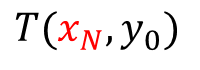 T(x_N, y_0)